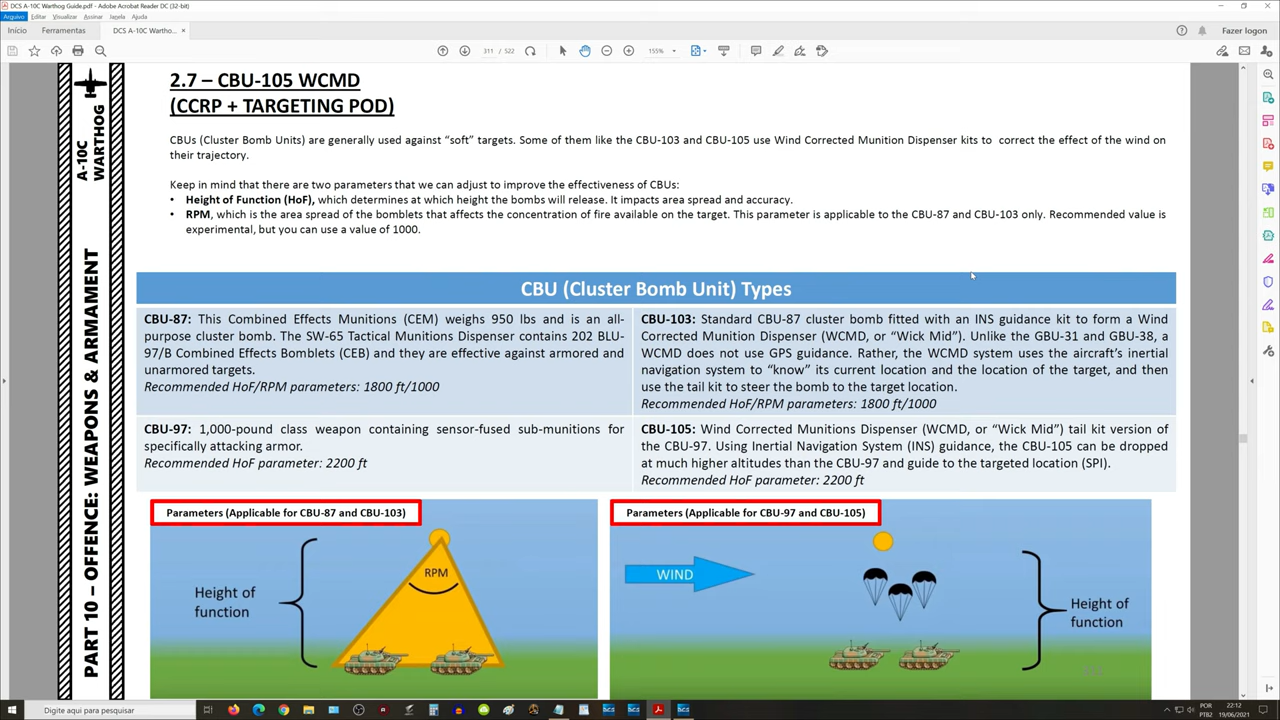 DCS A-10C Warthog Guide.pdf - Adobe Acrobat Reader DC (32-bit)
Arquivo Editar Visualizar Assinar Janela Ajuda
Início Ferramentas DCS A-10C Warthо... × Fazer logon
311 / 522 155%
A-10C
WARTHOG
PART 10 – OFFENCE: WEAPONS & ARMAMENT
2.7 – CBU-105 WCMD
(CCRP + TARGETING POD)
CBUs (Cluster Bomb Units) are generally used against “soft” targets. Some of them like the CBU-103 and CBU-105 use Wind Corrected Munition Dispenser kits to correct the effect of the wind on
their trajectory.
Keep in mind that there are two parameters that we can adjust to improve the effectiveness of CBUs:
• Height of Function (HoF), which determines at which height the bombs will release. It impacts area spread and accuracy.
• RPM, which is the area spread of the bomblets that affects the concentration of fire available on the target. This parameter is applicable to the CBU-87 and CBU-103 only. Recommended value is
experimental, but you can use a value of 1000.
CBU (Cluster Bomb Unit) Types
CBU-87: This Combined Effects Munitions (CEM) weighs 950 lbs and is an all-
purpose cluster bomb. The SW-65 Tactical Munitions Dispenser contains 202 BLU-
97/B Combined Effects Bomblets (CEB) and they are effective against armored and
unarmored targets.
Recommended HoF/RPM parameters: 1800 ft/1000
CBU-103: Standard CBU-87 cluster bomb fitted with an INS guidance kit to form a Wind
Corrected Munition Dispenser (WCMD, or “Wick Mid”). Unlike the GBU-31 and GBU-38, a
WCMD does not use GPS guidance. Rather, the WCMD system uses the aircraft’s inertial
navigation system to “know” its current location and the location of the target, and then
use the tail kit to steer the bomb to the target location.
Recommended HoF/RPM parameters: 1800 ft/1000
CBU-97: 1,000-pound class weapon containing sensor-fused sub-munitions for
specifically attacking armor.
Recommended HoF parameter: 2200 ft
CBU-105: Wind Corrected Munitions Dispenser (WCMD, or “Wick Mid”) tail kit version of
the CBU-97. Using Inertial Navigation System (INS) guidance, the CBU-105 can be dropped
at much higher altitudes than the CBU-97 and guide to the targeted location (SPI).
Recommended HoF parameter: 2200 ft
Parameters (Applicable for CBU-87 and CBU-103)
Height of
function
RPM
Parameters (Applicable for CBU-97 and CBU-105)
WIND
Height of
function
Digite aqui para pesquisar
POR 22:12
PTB2 19/06/2021